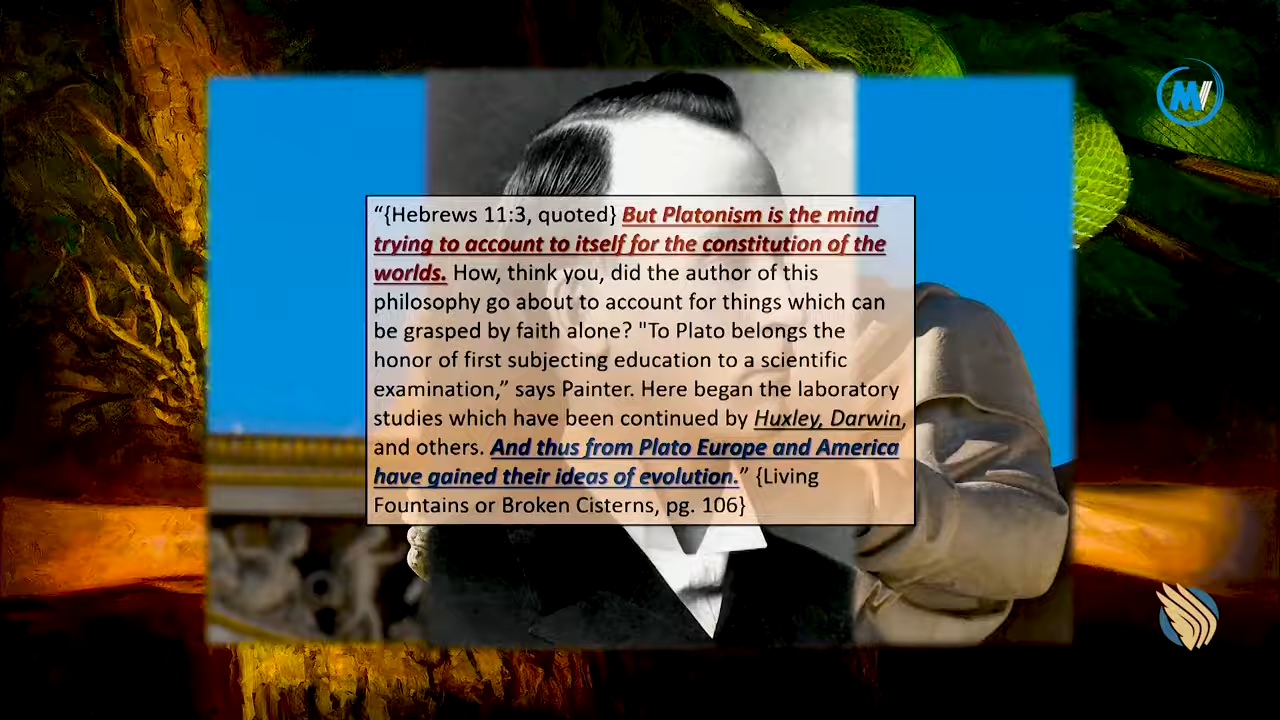 MV
“{Hebrews 11:3, quoted} But Platonism is the mind
trying to account to itself for the constitution of the
worlds. How, think you, did the author of this
philosophy go about to account for things which can
be grasped by faith alone? "To Plato belongs the
honor of first subjecting education to a scientific
examination,” says Painter. Here began the laboratory
studies which have been continued by Huxley, Darwin,
and others. And thus from Plato Europe and America
have gained their ideas of evolution.” {Living
Fountains or Broken Cisterns, pg. 106}